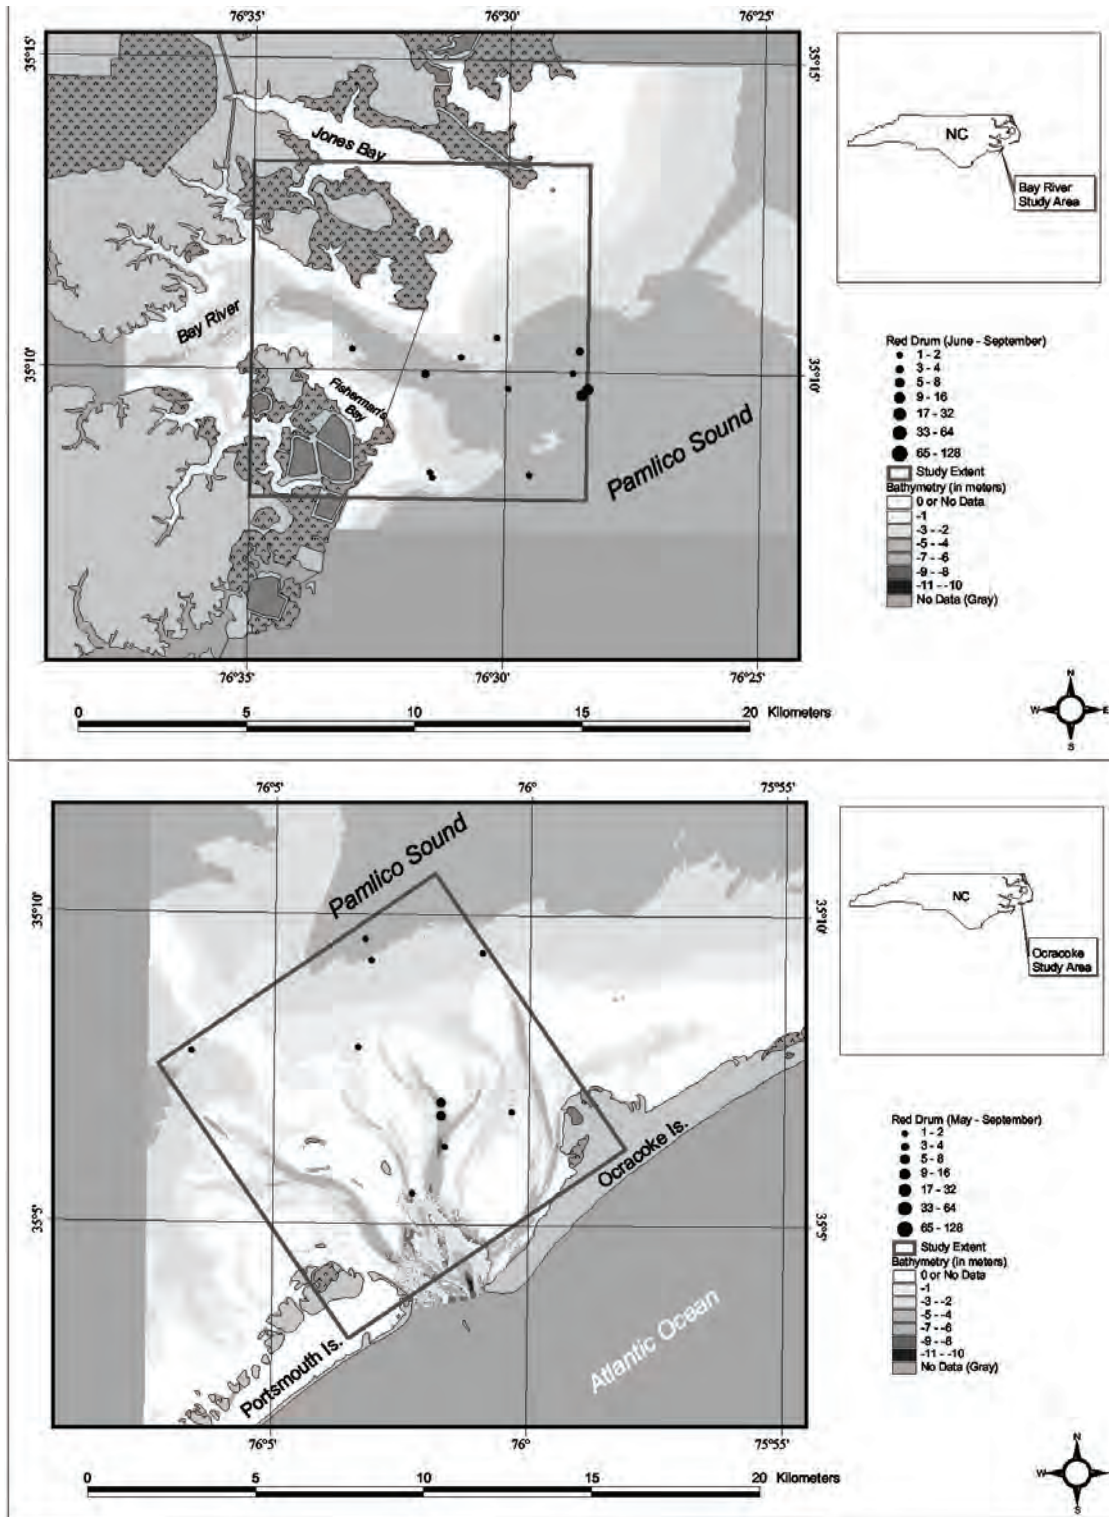 76°35' 76°30' 76°25'
35°15' 35°15'
Jones Bay
NC
Bay River
Study Area
Bay River
35°10' 35°10'
Fisherman's
Bay
Pamlico Sound
Red Drum (June - September)
1 - 2
3 - 4
5 - 8
9 - 16
17 - 32
33 - 64
65 - 128
Study Extent
Bathymetry (in meters)
0 or No Data
-1
-3 - -2
-5 - -4
-7 - -6
-9 - -8
-11 - -10
No Data (Gray)
76°35' 76°30' 76°25'
0 5 10 15 20 Kilometers
N
W E
S
76°5' 76° 75°55'
Pamlico Sound
35°10' 35°10'
NC
Ocracoke
Study Area
Ocracoke Is.
35°5' 35°5'
Portsmouth Is.
Atlantic Ocean
Red Drum (May - September)
1 - 2
3 - 4
5 - 8
9 - 16
17 - 32
33 - 64
65 - 128
Study Extent
Bathymetry (in meters)
0 or No Data
-1
-3 - -2
-5 - -4
-7 - -6
-9 - -8
-11 - -10
No Data (Gray)
76°5' 76° 75°55'
0 5 10 15 20 Kilometers
N
W E
S